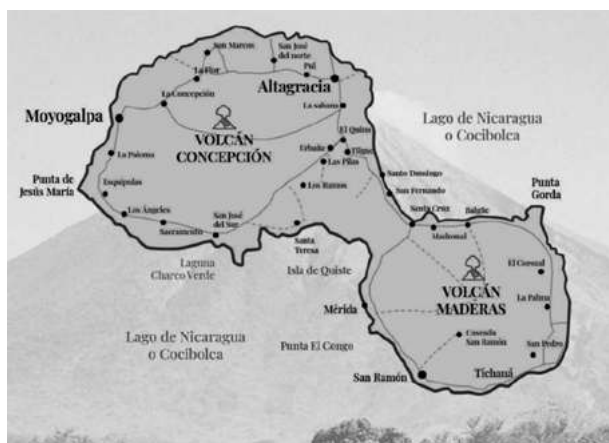 San Marcos
San José
del norte
La Flor
Pul
Altagracia
La Concepción
La sabana
Moyogalpa
VOLCÁN
CONCEPCIÓN
El Quino
Lago de Nicaragua
o Cocibolca
Urbaite
Tilgüe
La Paloma
Las Pilas
Santo Domingo
Punta de
Jesús María
Esquipulas
Los Ramos
San Fernando
Punta
Gorda
Los Ángeles
Sacramento
San José
del Sur
Santa
Teresa
Santa Cruz
Madroñal
Balgüe
Laguna
Charco Verde
Isla de Quiste
El Corozal
VOLCÁN
MADERAS
La Palma
Mérida
Lago de Nicaragua
o Cocibolca
Punta El Congo
Cascada
San Ramón
San Pedro
San Ramón
Tichaná